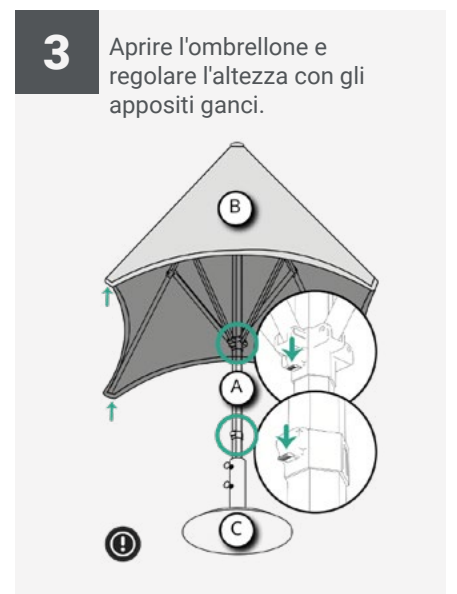 3
Aprire l'ombrellone e
regolare l'altezza con gli
appositi ganci.
B
A
C